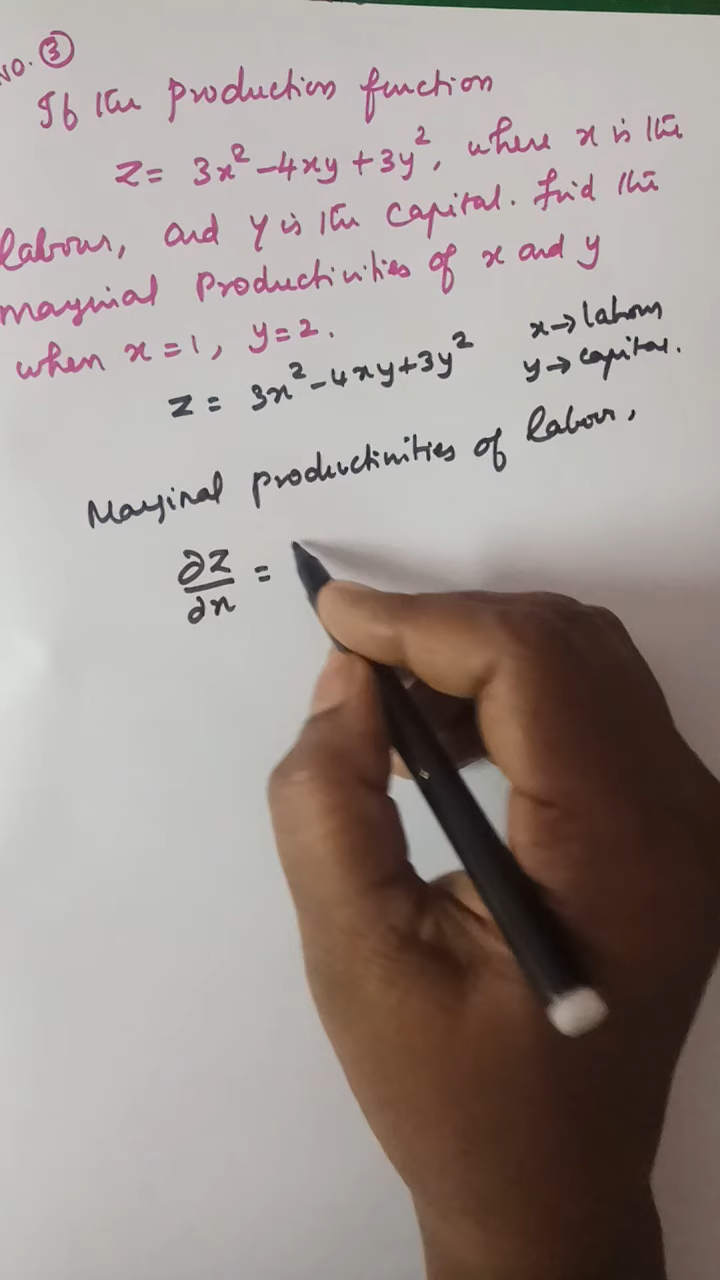 NO. ③
If the production function
Z = 3x² - 4xy + 3y², where x is the
labour, and y is the capital. Find the
marginal productivities of x and y
when x = 1, y = 2.
x → labour
Z = 3x² - 4xy + 3y²
y → capital.
Marginal productivities of labour,
∂Z/∂x =